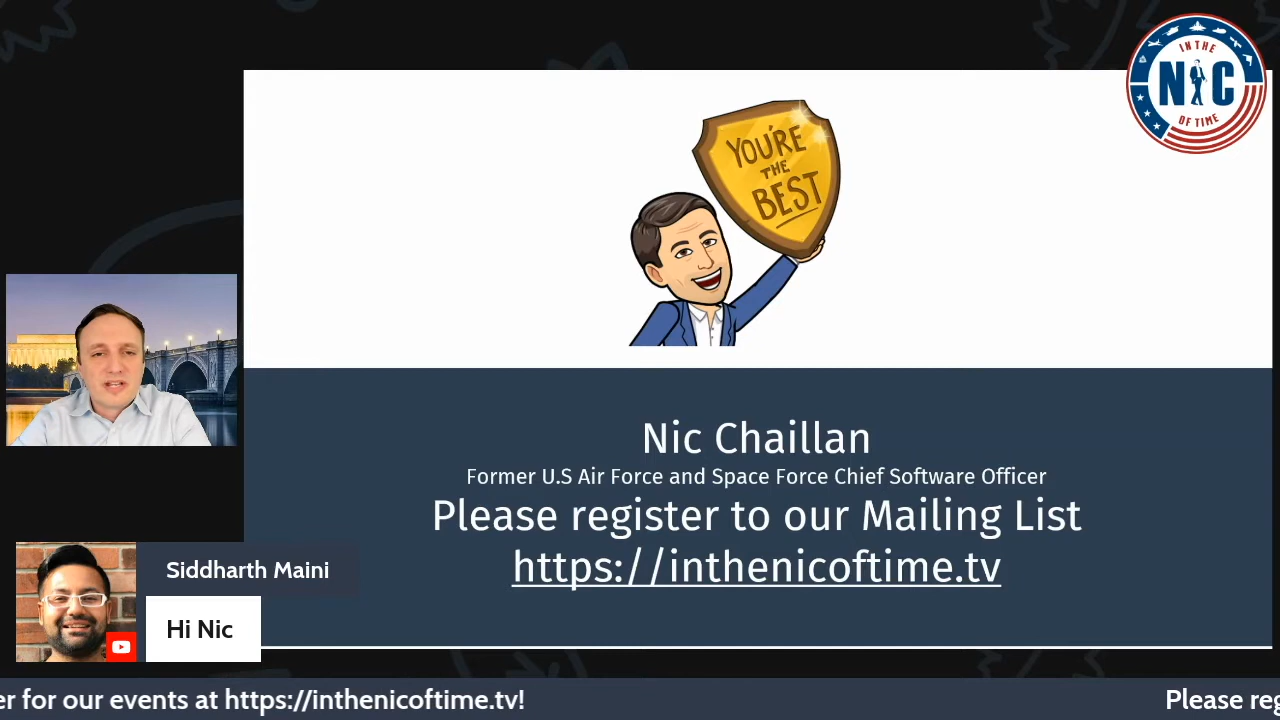 IN THE
NIC
OF TIME
YOU'RE
THE
BEST
Nic Chaillan
Former U.S Air Force and Space Force Chief Software Officer
Please register to our Mailing List
https://inthenicoftime.tv
Siddharth Maini
Hi Nic
er for our events at https://inthenicoftime.tv!
Please reg